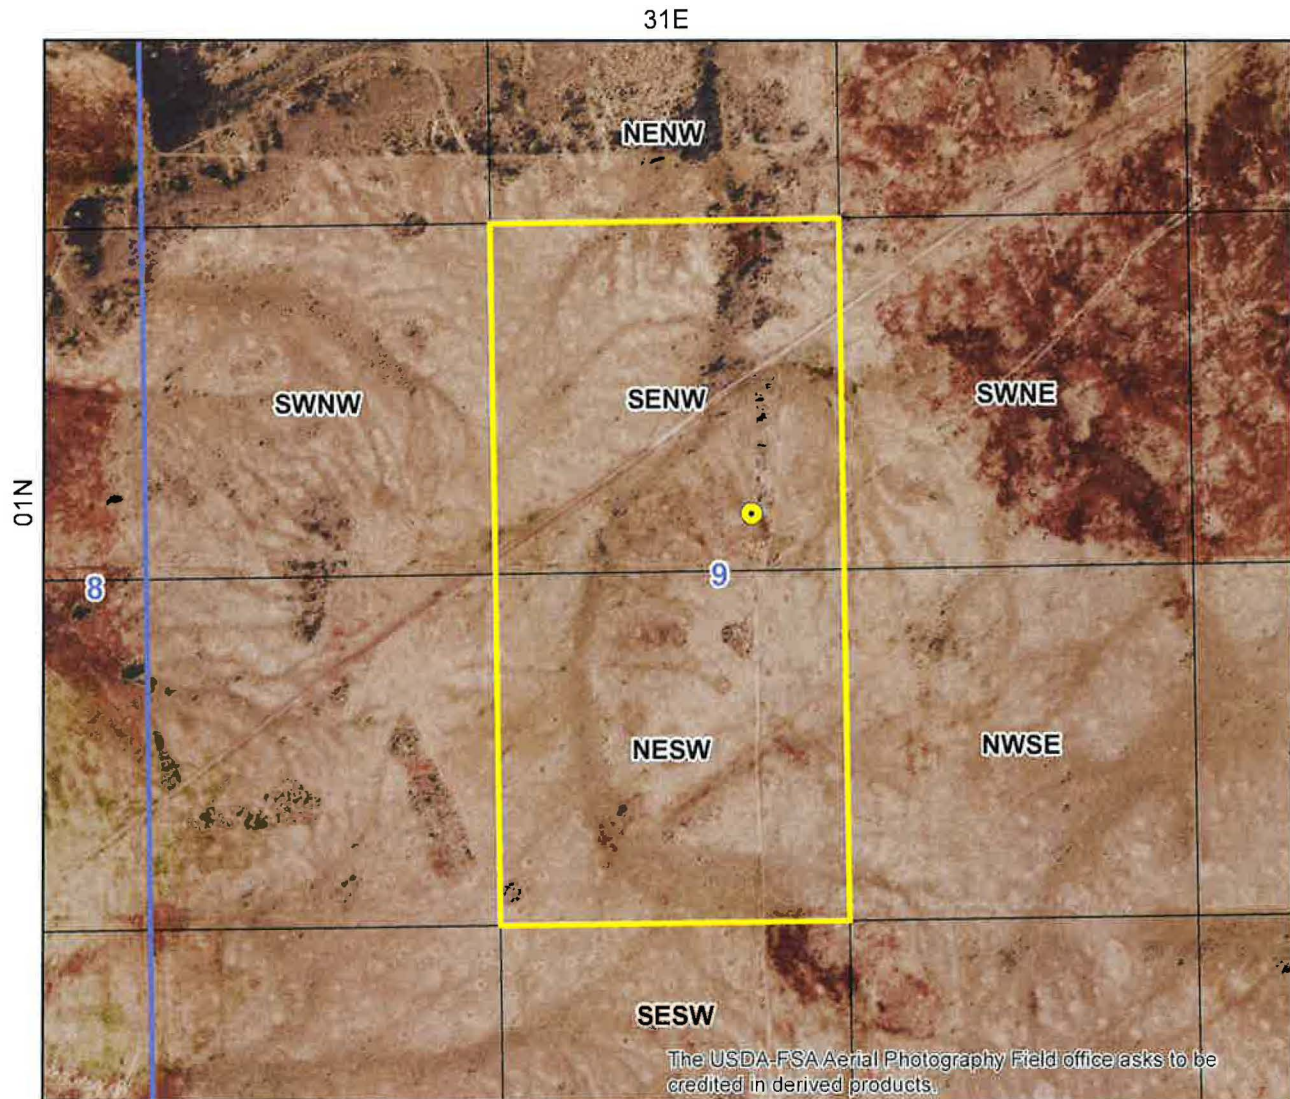 31E
NENW
SWNW
SENW
SWNE
01N
8
9
NESW
NWSE
SESW
The USDA-FSA Aerial Photography Field office asks to be
credited in derived products.